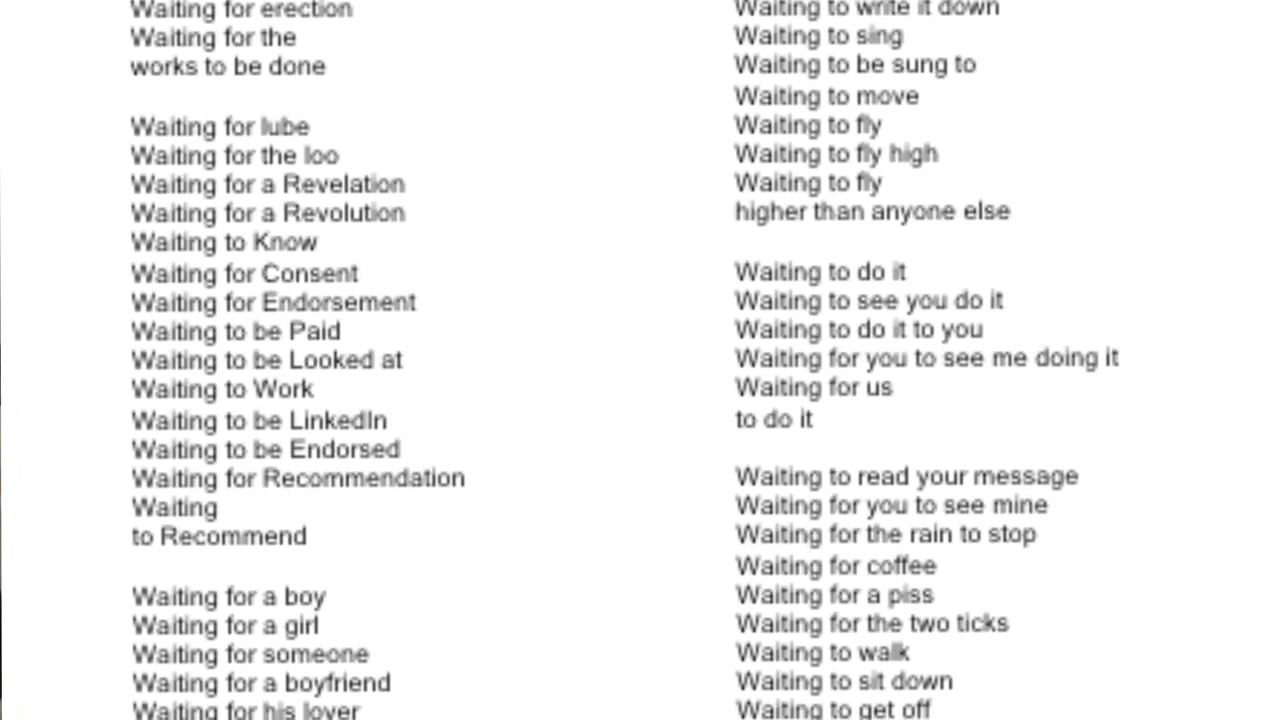 Waiting for erection
Waiting for the
works to be done

Waiting for lube
Waiting for the loo
Waiting for a Revelation
Waiting for a Revolution
Waiting to Know
Waiting for Consent
Waiting for Endorsement
Waiting to be Paid
Waiting to be Looked at
Waiting to Work
Waiting to be LinkedIn
Waiting to be Endorsed
Waiting for Recommendation
Waiting
to Recommend

Waiting for a boy
Waiting for a girl
Waiting for someone
Waiting for a boyfriend
Waiting for his lover

Waiting to write it down
Waiting to sing
Waiting to be sung to
Waiting to move
Waiting to fly
Waiting to fly high
Waiting to fly
higher than anyone else

Waiting to do it
Waiting to see you do it
Waiting to do it to you
Waiting for you to see me doing it
Waiting for us
to do it

Waiting to read your message
Waiting for you to see mine
Waiting for the rain to stop
Waiting for coffee
Waiting for a piss
Waiting for the two ticks
Waiting to walk
Waiting to sit down
Waiting to get off